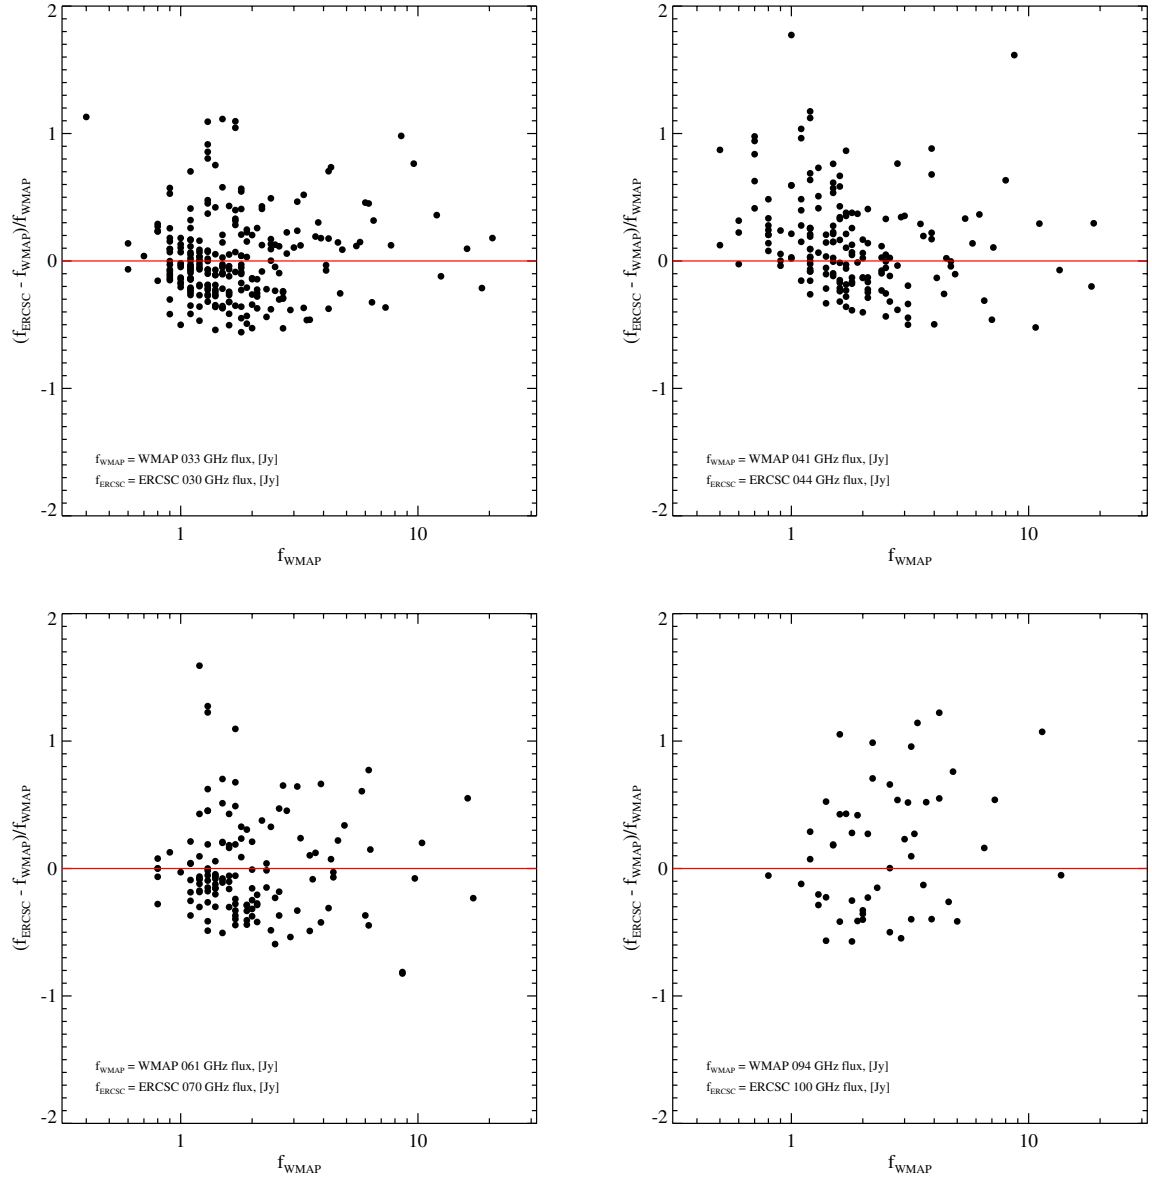 2
1
0
-1
-2
(f_ERCSC - f_WMAP)/f_WMAP
f_WMAP = WMAP 033 GHz flux, [Jy]
f_ERCSC = ERCSC 030 GHz flux, [Jy]
1 10
f_WMAP
2
1
0
-1
-2
(f_ERCSC - f_WMAP)/f_WMAP
f_WMAP = WMAP 041 GHz flux, [Jy]
f_ERCSC = ERCSC 044 GHz flux, [Jy]
1 10
f_WMAP
2
1
0
-1
-2
(f_ERCSC - f_WMAP)/f_WMAP
f_WMAP = WMAP 061 GHz flux, [Jy]
f_ERCSC = ERCSC 070 GHz flux, [Jy]
1 10
f_WMAP
2
1
0
-1
-2
(f_ERCSC - f_WMAP)/f_WMAP
f_WMAP = WMAP 094 GHz flux, [Jy]
f_ERCSC = ERCSC 100 GHz flux, [Jy]
1 10
f_WMAP